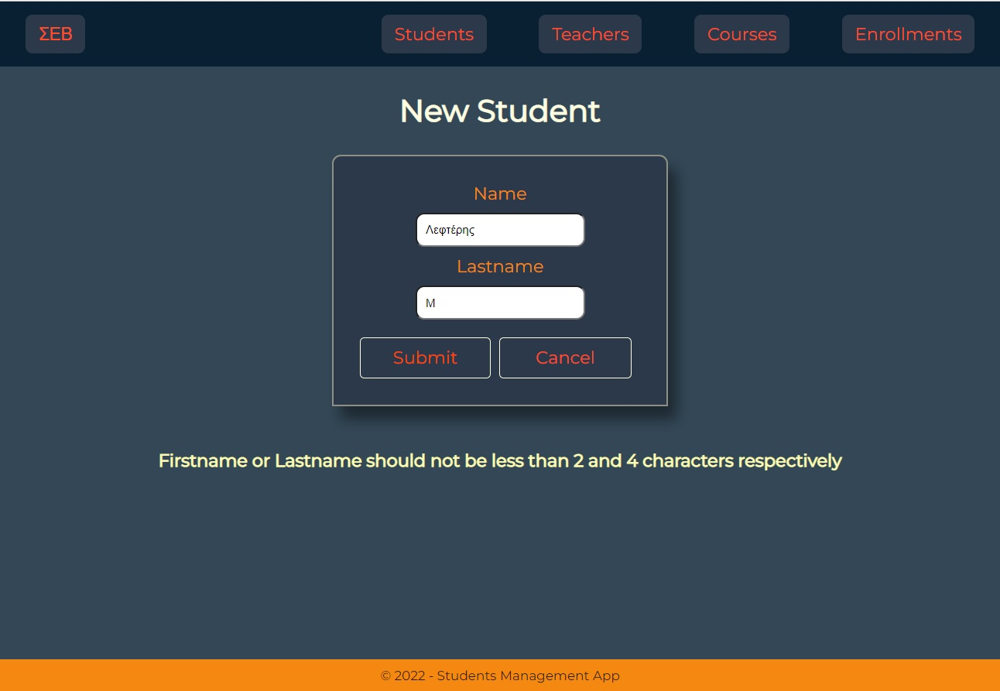 ΣΕΒ Students Teachers Courses Enrollments
New Student
Name
Λεφτέρης
Lastname
Μ
Submit Cancel
Firstname or Lastname should not be less than 2 and 4 characters respectively
© 2022 - Students Management App